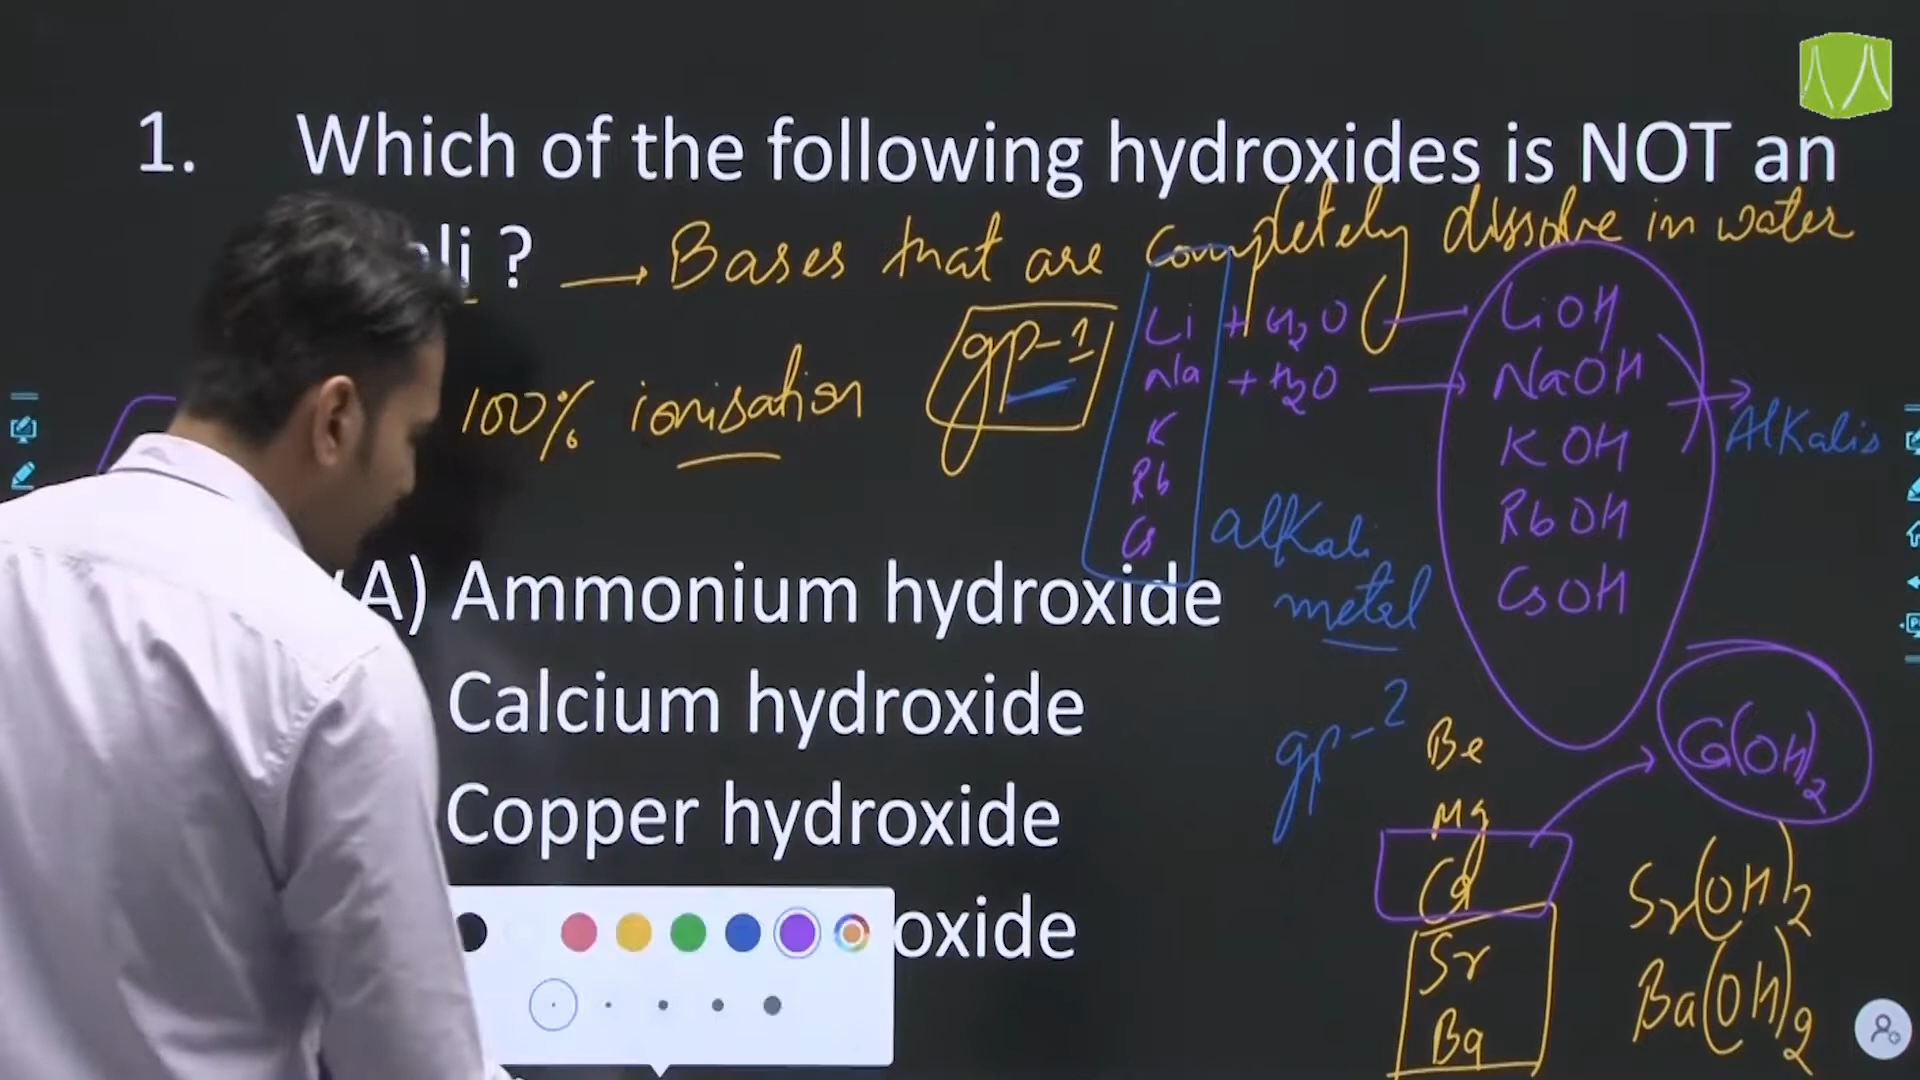 1. Which of the following hydroxides is NOT an
li ? → Bases that are completely dissolve in water
100% ionisation
gp-1
Li + H2O → LiOH
Na + H2O → NaOH
K KOH
Rb RbOH
Cs CsOH
Alkalis
alkali
metal
A) Ammonium hydroxide
Calcium hydroxide
Copper hydroxide
oxide
gp-2
Be
Mg
Ca → Ca(OH)2
Sr Sr(OH)2
Ba Ba(OH)2